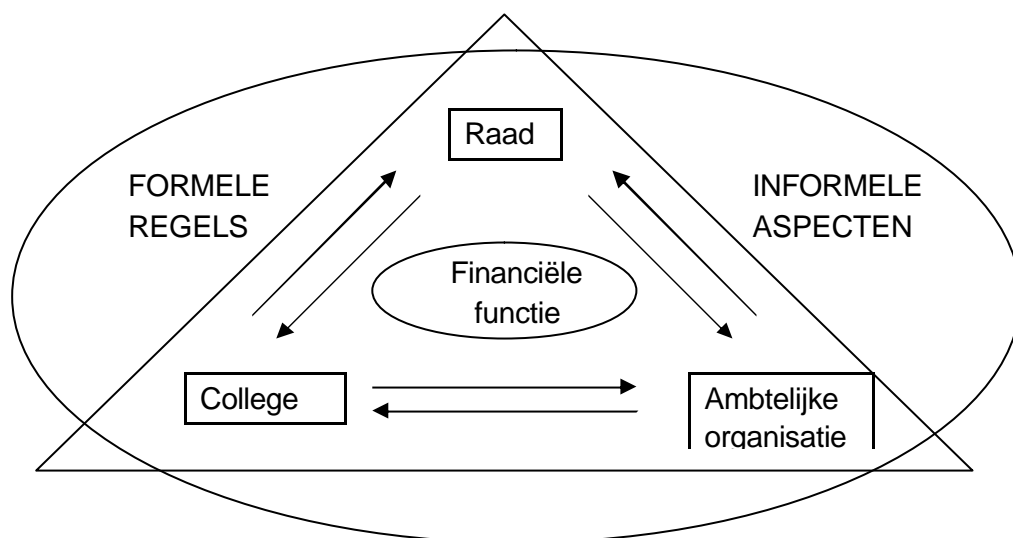 Raad
FORMELE
REGELS
INFORMELE
ASPECTEN
Financiële
functie
College
Ambtelijke
organisatie